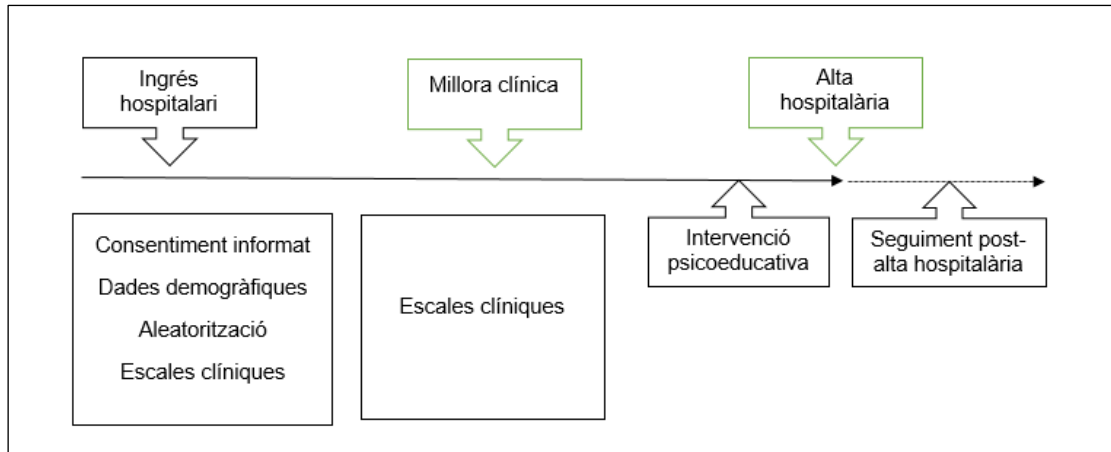 Ingrés
hospitalari
Millora clínica
Alta
hospitalària
Consentiment informat
Dades demogràfiques
Aleatorització
Escales clíniques
Escales clíniques
Intervenció
psicoeducativa
Seguiment post-
alta hospitalària